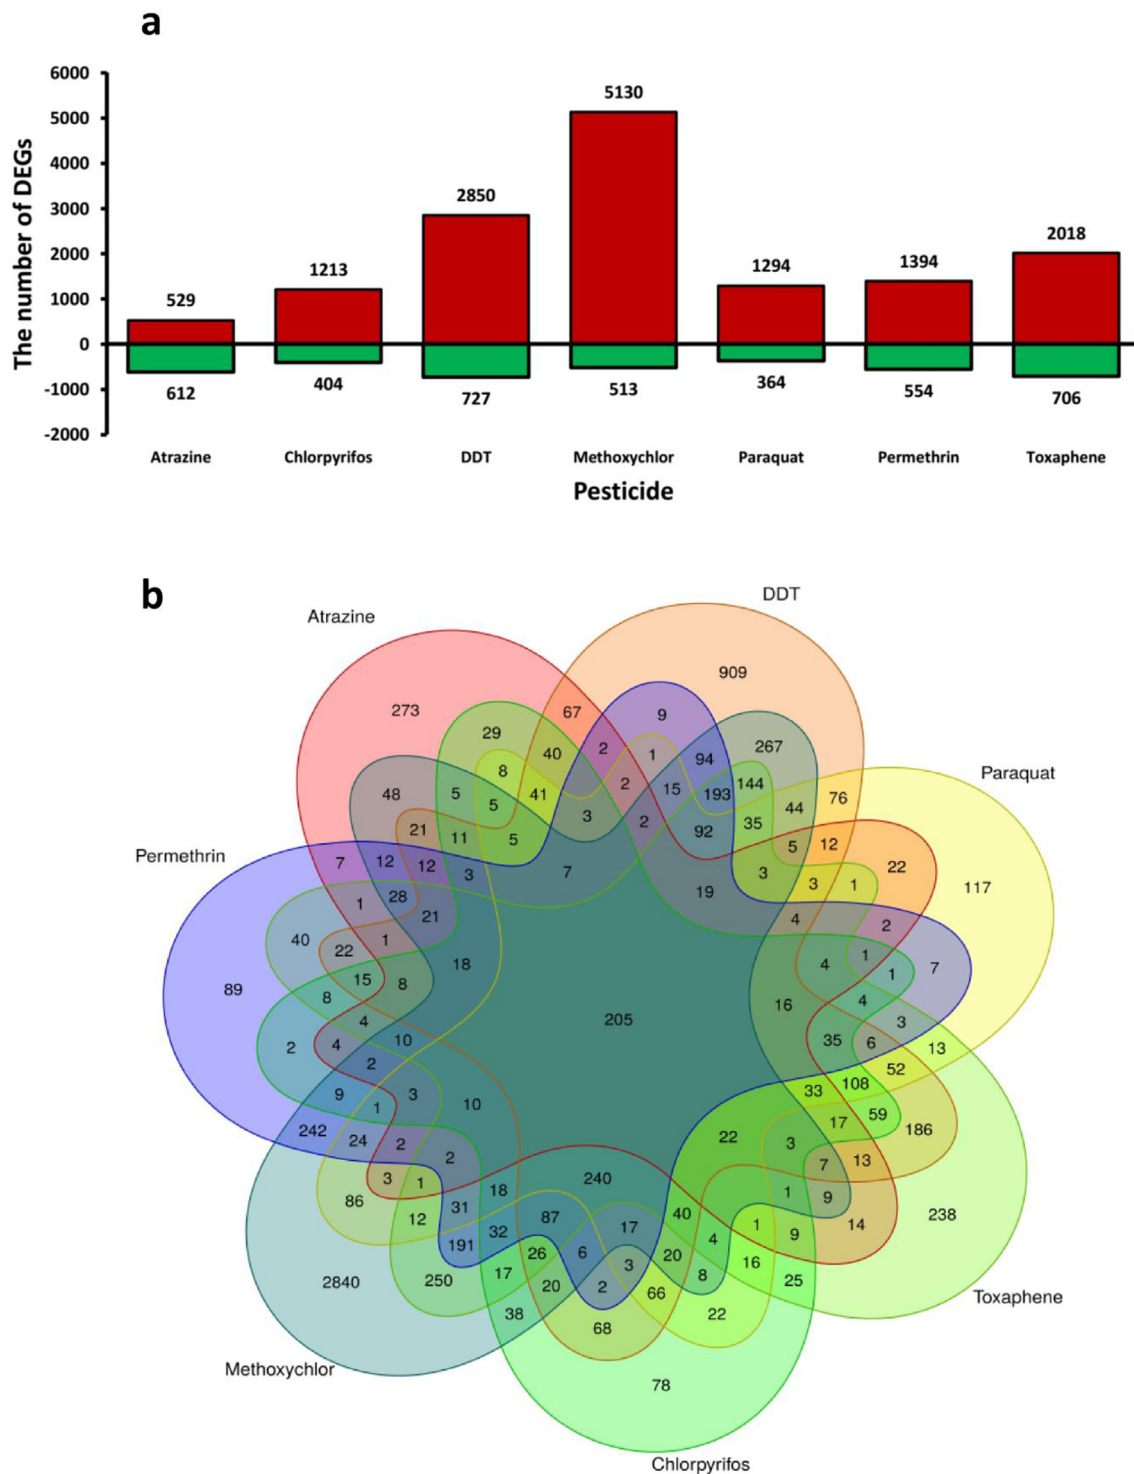 a
6000
5000
4000
3000
2000
1000
0
-1000
-2000
The number of DEGs
529 1213 2850 5130 1294 1394 2018
612 404 727 513 364 554 706
Atrazine Chlorpyrifos DDT Methoxychlor Paraquat Permethrin Toxaphene
Pesticide
b
DDT
Atrazine
909
273 67 9
29 2 267
40 1 94
Paraquat
8 144
48 5 41 2 15 193 44 76
5 3 2 92 35
21 11 5 5 12
Permethrin
7 12 12 3 7 3 22
1 28 19 3 1 117
21 4 2
40 22 1
18 4 1 7
15 8 1
89 8 16 4
4 205 3
2 4 10 35 6 13
2 52
9 1 3 10 33 108
242 24 2 22 17 59 186
2 3
3 1 240 7 13
86 18 1 9
12 31 87 40 14 238
191 32 17 4 1 9
26 6 20 16
2840 250 17 3 8 25
20 2 66
Toxaphene
38 68 22
Methoxychlor
78
Chlorpyrifos